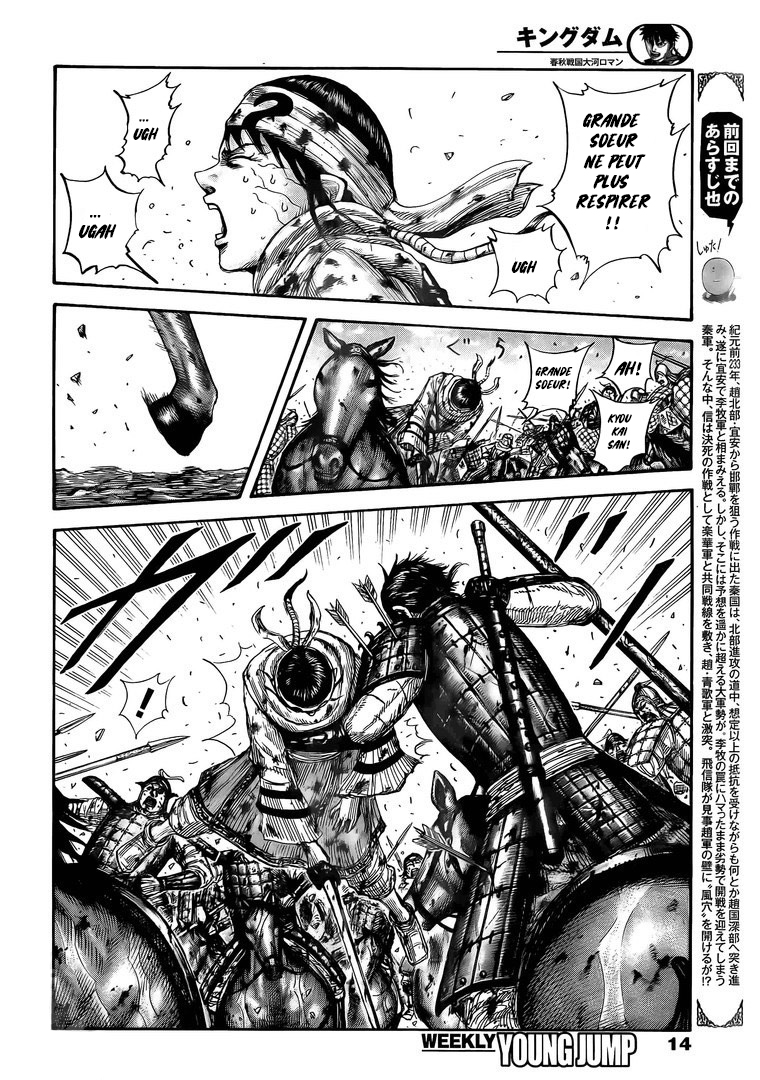 キングダム
春秋戦国大河ロマン
前回までの
あらすじ也
しゅた!
紀元前233年、趙北部・宜安から邯鄲を狙う作戦に出た秦国は、北部進攻の道中、想定以上の抵抗を受けながらも何とか趙国深部へ突き進
み、遂に宜安で李牧軍と相まみえる。しかし、そこには予想を遥かに超える大軍勢が。李牧の罠にハマったまま劣勢で開戦を迎えてしまう
秦軍。そんな中、信は決死の作戦として楽華軍と共同戦線を敷き、趙・青歌軍と激突。飛信隊が見事趙軍の壁に“風穴”を開けるが!?
GRANDE
SOEUR
NE PEUT
PLUS
RESPIRER
!!
...
UGH
...
UGAH
UGH
AH!
GRANDE
SOEUR!
KYOU
KAI
SAN!
ガッ
!
WEEKLY YOUNG JUMP 14